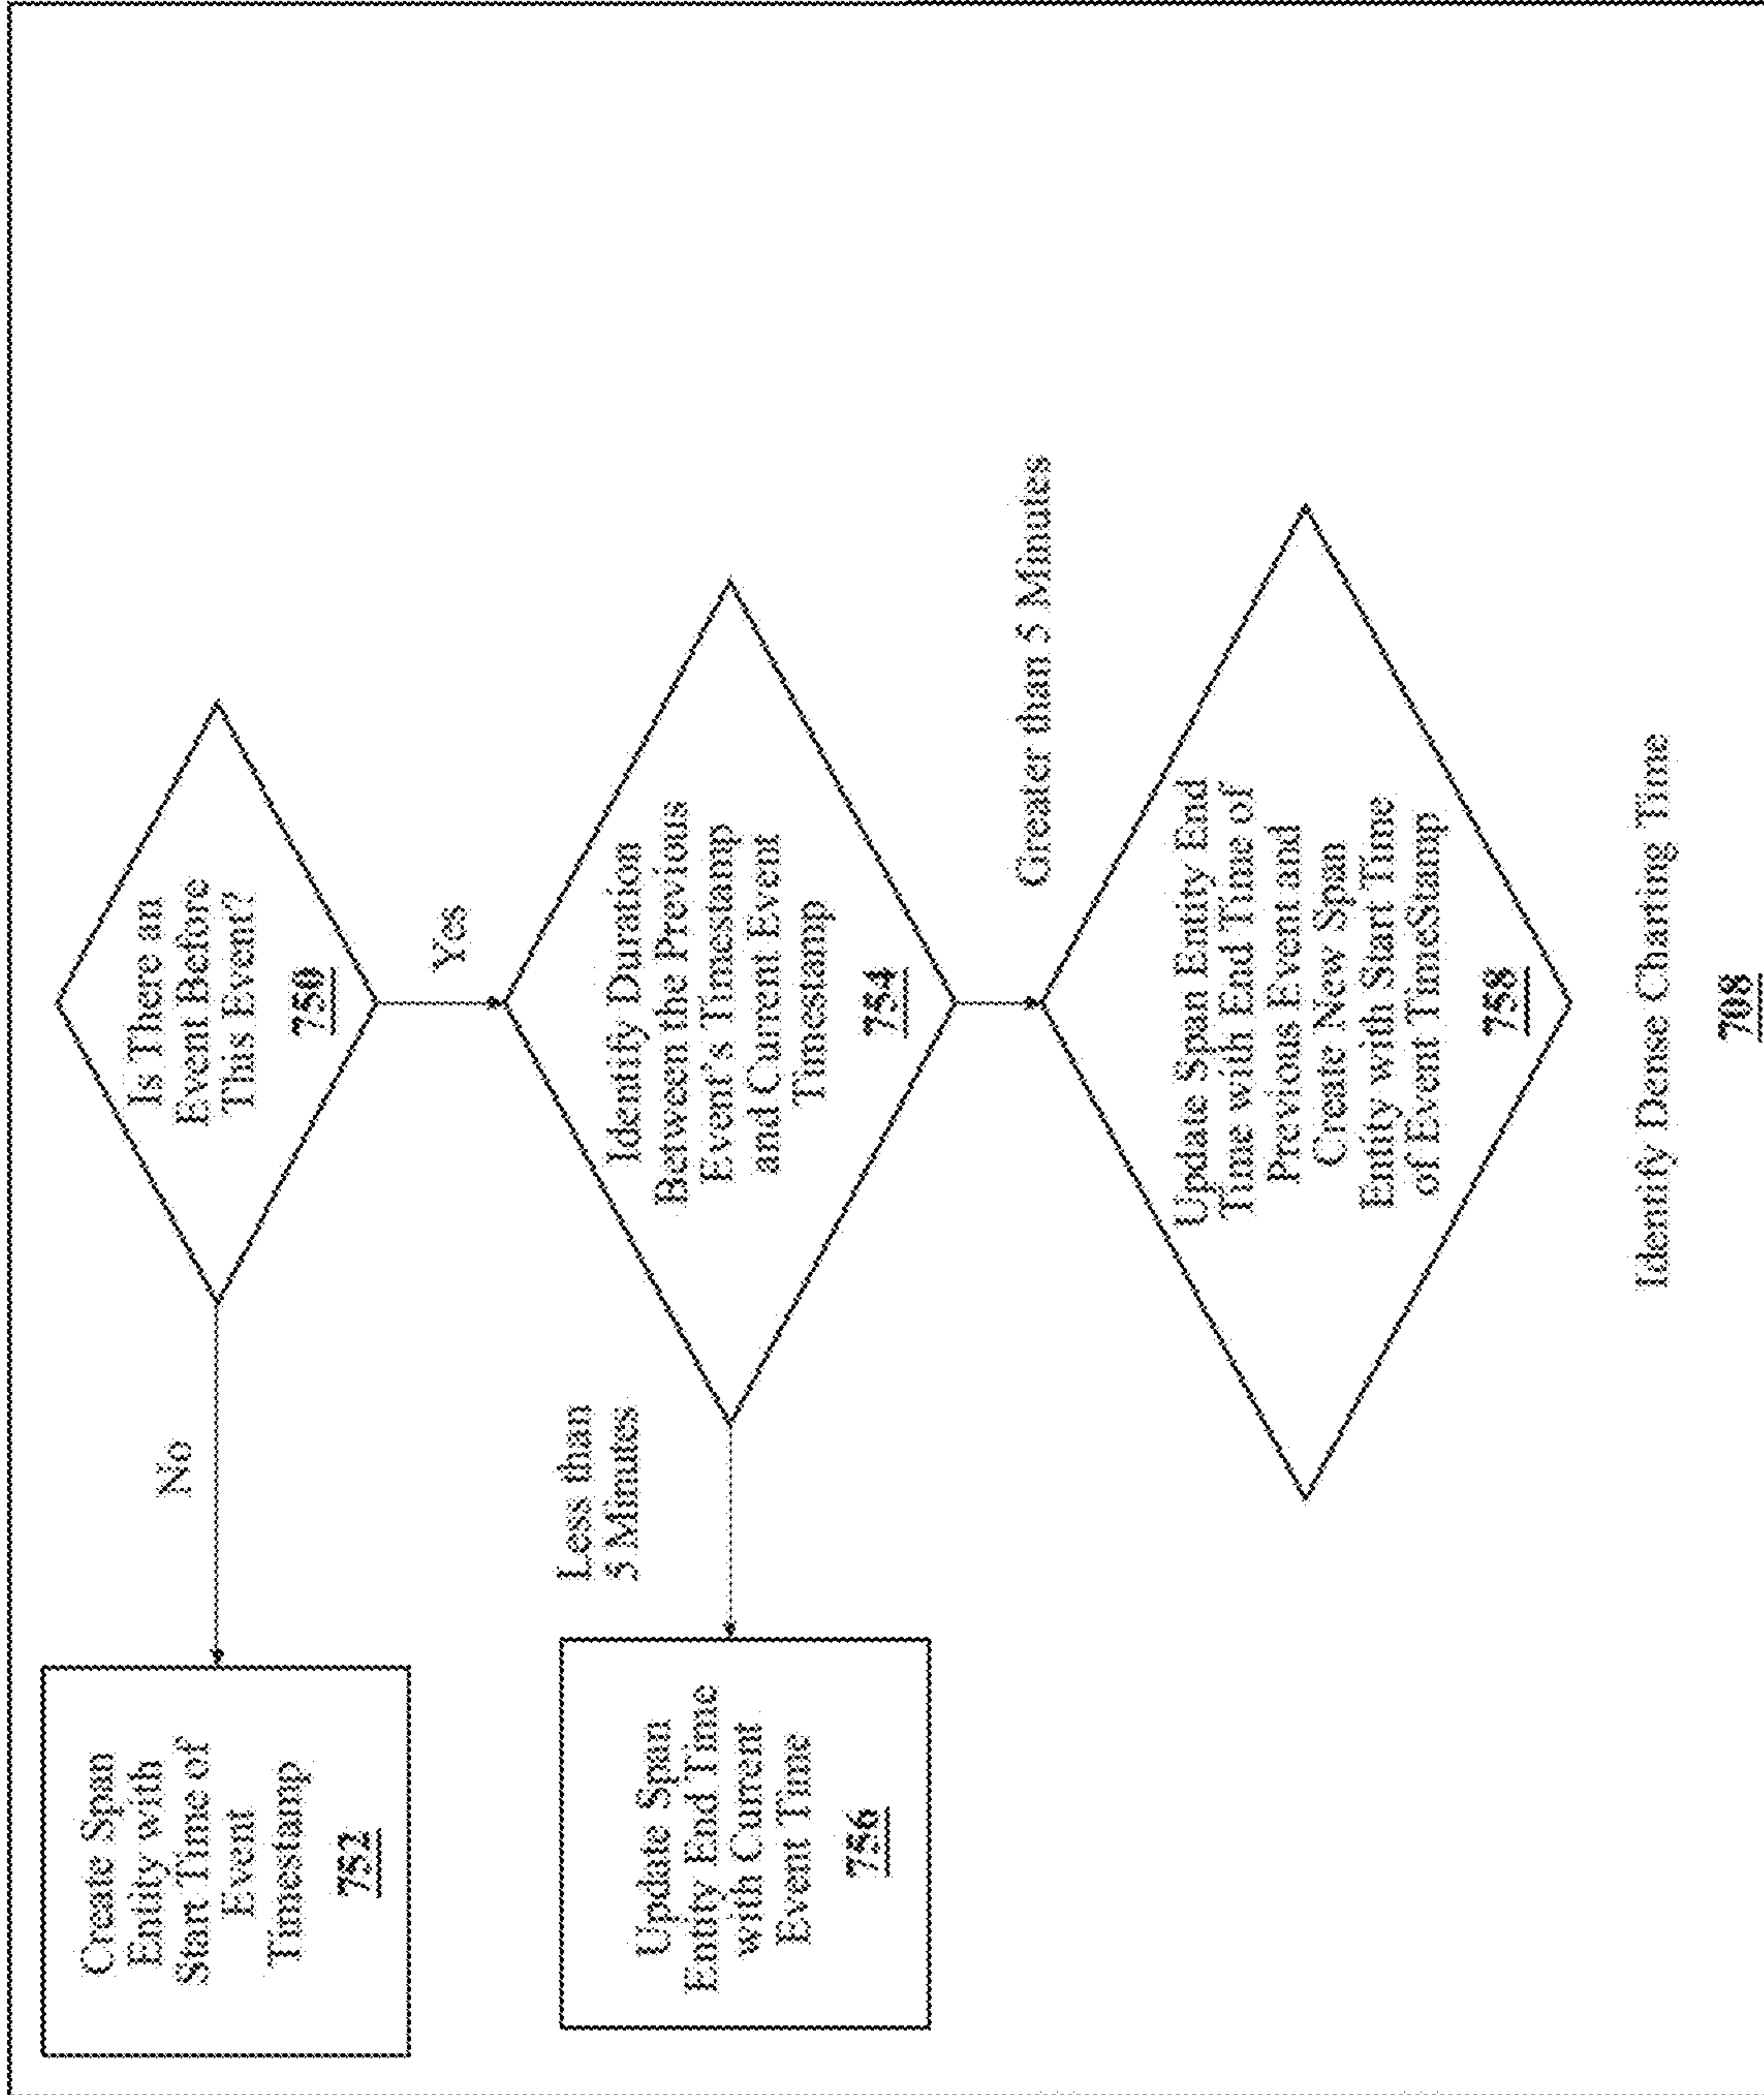 Create Span
Entity with
Start Time of
Event
Timestamp
752
No
Is There an
Event Before
This Event?
750
Yes
Update Span
Entity End Time
with Current
Event Time
756
Less than
5 Minutes
Identify Duration
Between the Previous
Event's Timestamp
and Current Event
Timestamp
754
Greater than 5 Minutes
Update Span Entity End
Time with End Time of
Previous Event and
Create New Span
Entity with Start Time
of Event TimeStamp
758
Identify Dense Charting Time
708